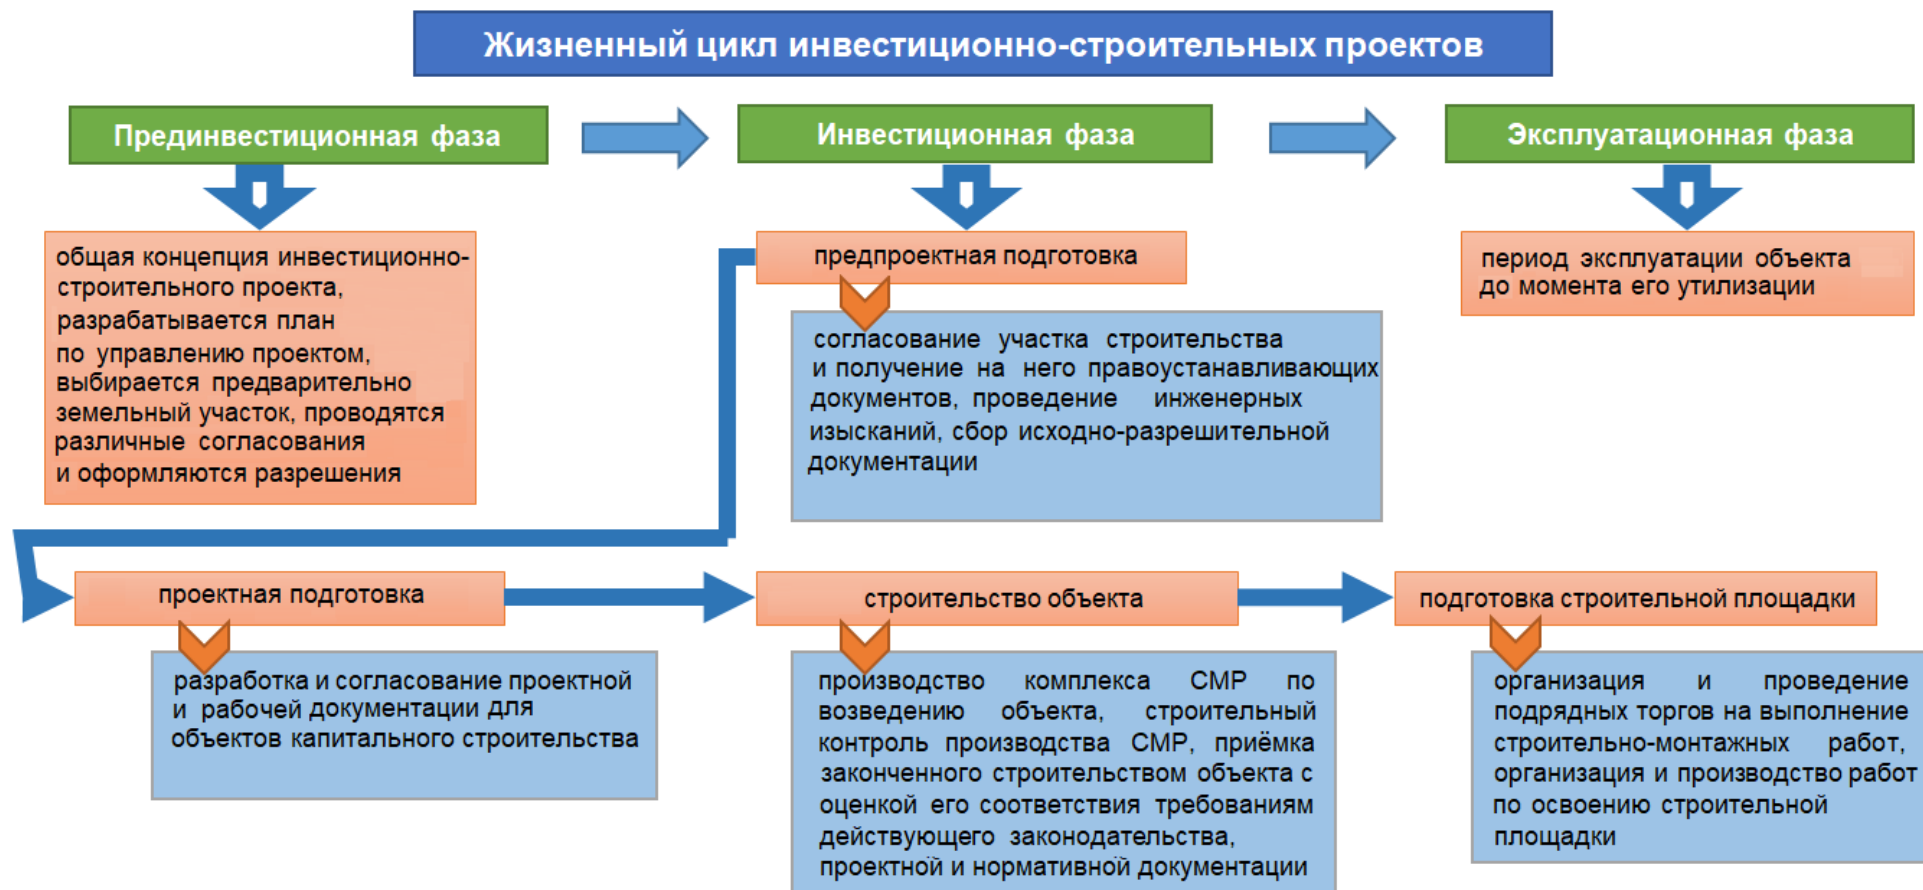 Жизненный цикл инвестиционно-строительных проектов
Прединвестиционная фаза
Инвестиционная фаза
Эксплуатационная фаза
общая концепция инвестиционно-
строительного проекта,
разрабатывается план
по управлению проектом,
выбирается предварительно
земельный участок, проводятся
различные согласования
и оформляются разрешения
предпроектная подготовка
согласование участка строительства
и получение на него правоустанавливающих
документов, проведение инженерных
изысканий, сбор исходно-разрешительной
документации
период эксплуатации объекта
до момента его утилизации
проектная подготовка
разработка и согласование проектной
и рабочей документации для
объектов капитального строительства
строительство объекта
производство комплекса СМР по
возведению объекта, строительный
контроль производства СМР, приёмка
законченного строительством объекта с
оценкой его соответствия требованиям
действующего законодательства,
проектной и нормативной документации
подготовка строительной площадки
организация и проведение
подрядных торгов на выполнение
строительно-монтажных работ,
организация и производство работ
по освоению строительной
площадки